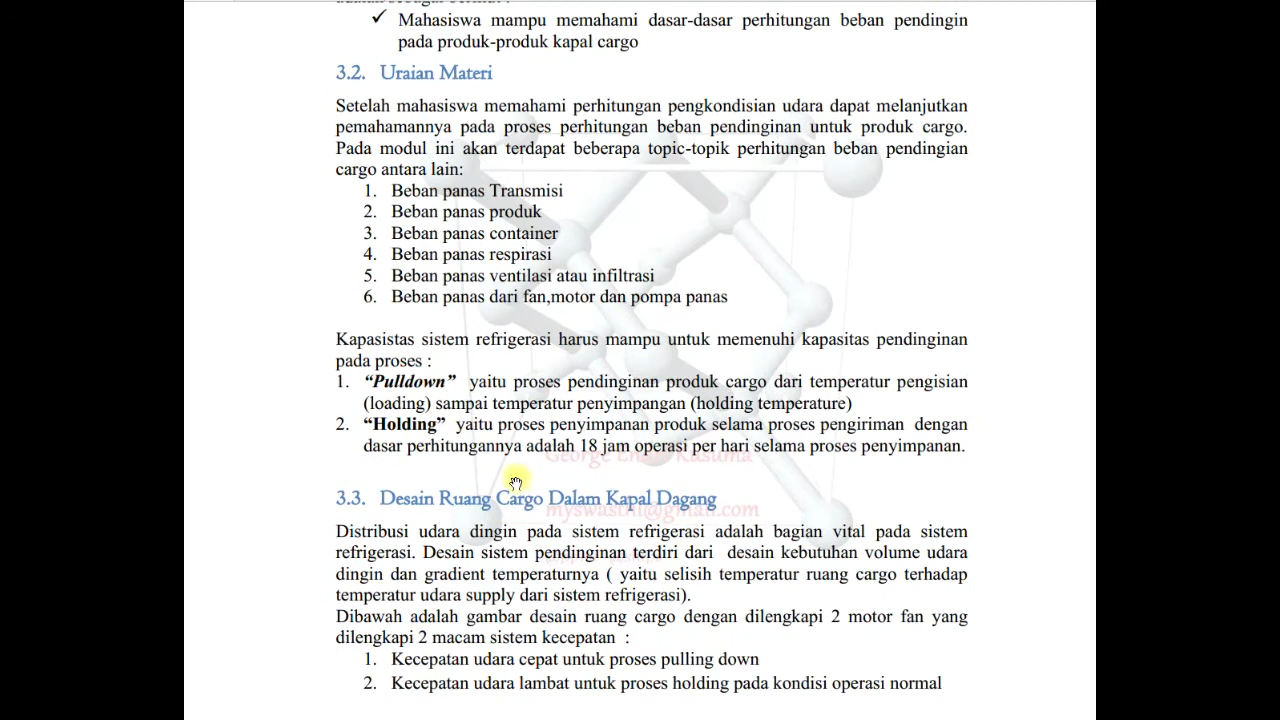 ✓ Mahasiswa mampu memahami dasar-dasar perhitungan beban pendingin
pada produk-produk kapal cargo
3.2. Uraian Materi
Setelah mahasiswa memahami perhitungan pengkondisian udara dapat melanjutkan
pemahamannya pada proses perhitungan beban pendinginan untuk produk cargo.
Pada modul ini akan terdapat beberapa topic-topik perhitungan beban pendingian
cargo antara lain:
1. Beban panas Transmisi
2. Beban panas produk
3. Beban panas container
4. Beban panas respirasi
5. Beban panas ventilasi atau infiltrasi
6. Beban panas dari fan,motor dan pompa panas
Kapasistas sistem refrigerasi harus mampu untuk memenuhi kapasitas pendinginan
pada proses :
1. “Pulldown” yaitu proses pendinginan produk cargo dari temperatur pengisian
(loading) sampai temperatur penyimpangan (holding temperature)
2. “Holding” yaitu proses penyimpanan produk selama proses pengiriman dengan
dasar perhitungannya adalah 18 jam operasi per hari selama proses penyimpanan.
3.3. Desain Ruang Cargo Dalam Kapal Dagang
myswastril@gmail.com
Distribusi udara dingin pada sistem refrigerasi adalah bagian vital pada sistem
refrigerasi. Desain sistem pendinginan terdiri dari desain kebutuhan volume udara
dingin dan gradient temperaturnya ( yaitu selisih temperatur ruang cargo terhadap
temperatur udara supply dari sistem refrigerasi).
Dibawah adalah gambar desain ruang cargo dengan dilengkapi 2 motor fan yang
dilengkapi 2 macam sistem kecepatan :
1. Kecepatan udara cepat untuk proses pulling down
2. Kecepatan udara lambat untuk proses holding pada kondisi operasi normal